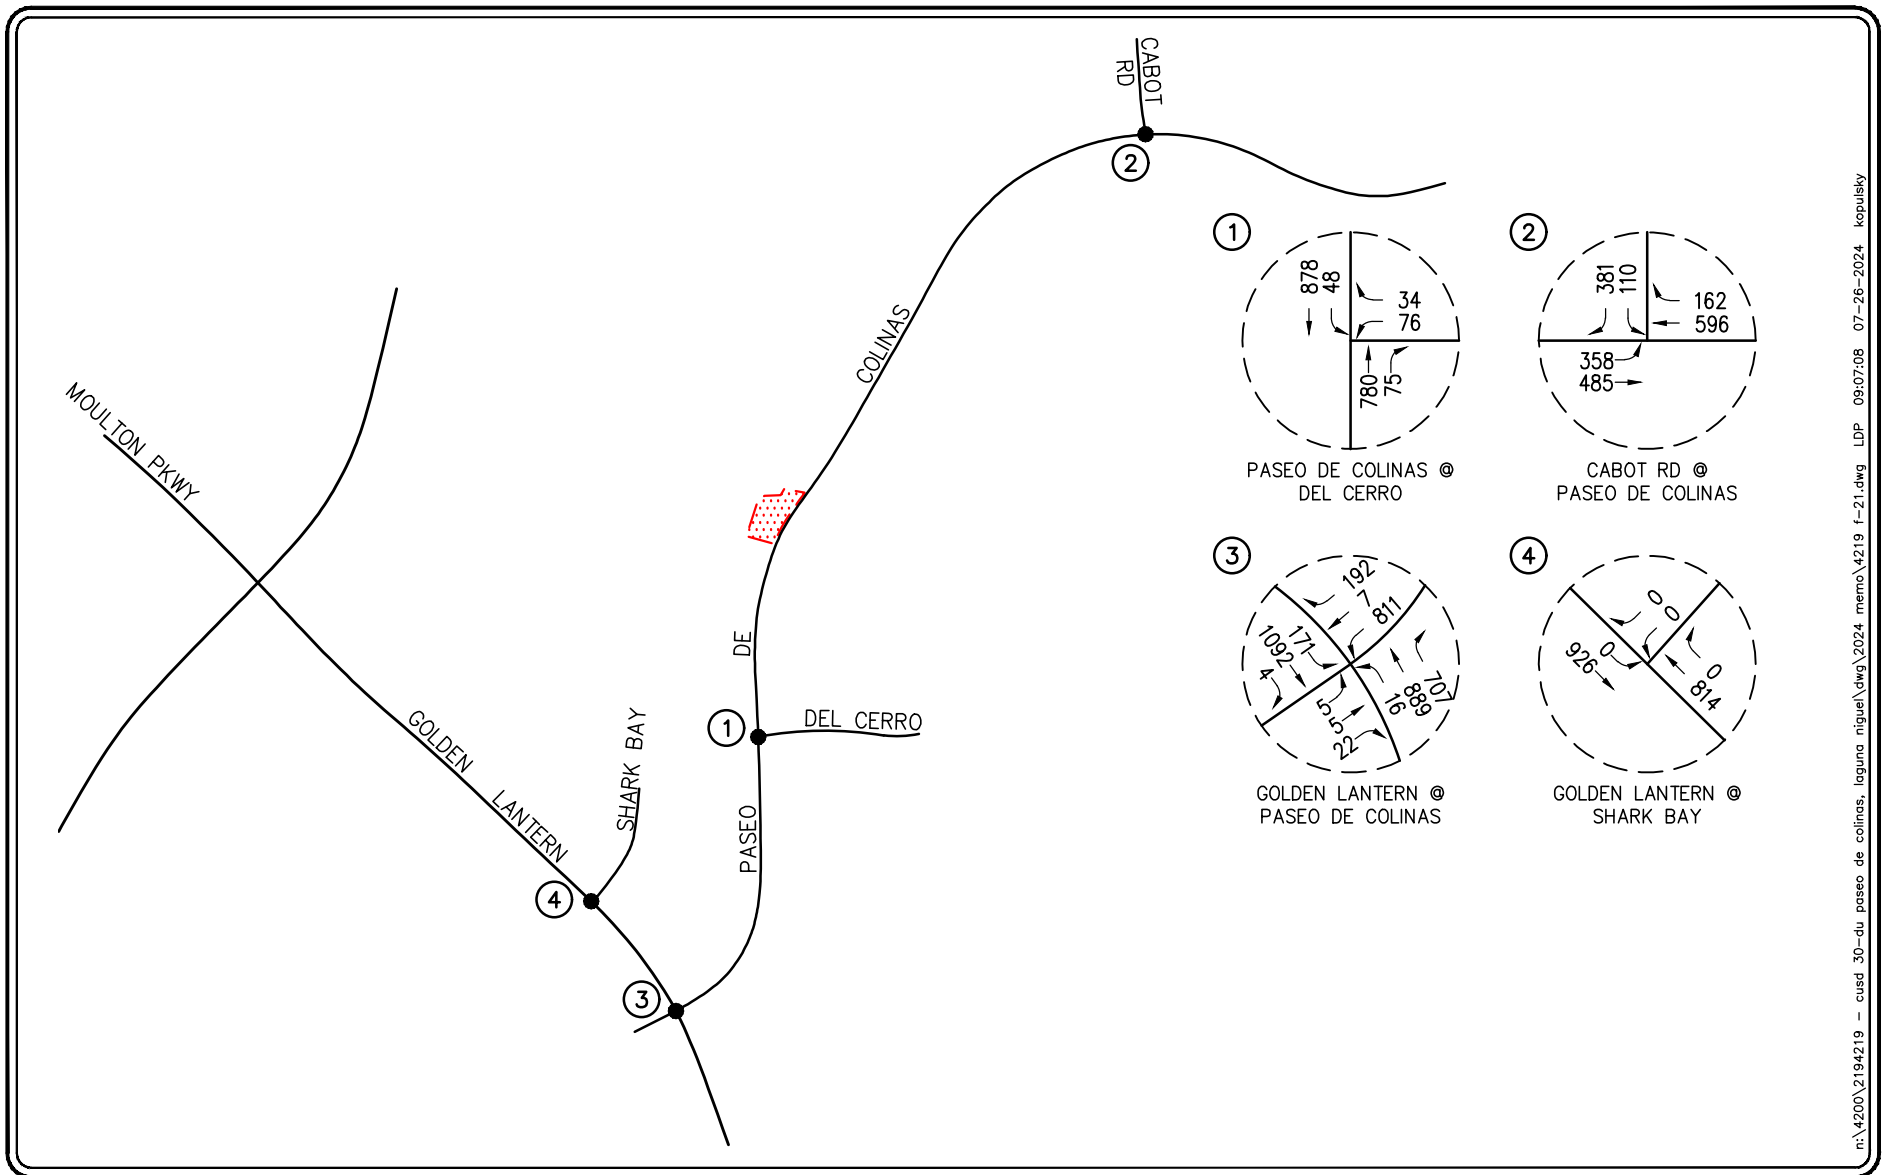 CABOT
RD
2
COLINAS
MOULTON PKWY
DE
GOLDEN
LANTERN
SHARK BAY
1
DEL CERRO
PASEO
4
3
1
878
48
34
76
780
75
PASEO DE COLINAS @
DEL CERRO
2
381
110
162
596
358
485
CABOT RD @
PASEO DE COLINAS
3
192
7
811
171
1092
4
5
5
22
707
889
16
GOLDEN LANTERN @
PASEO DE COLINAS
4
0
0
0
926
0
814
GOLDEN LANTERN @
SHARK BAY
n:\4200\2194219 - cusd 30-du paseo de colinas, laguna niguel\dwg\2024 memo\4219 f-21.dwg LDP 09:07:08 07-26-2024 kopulsky